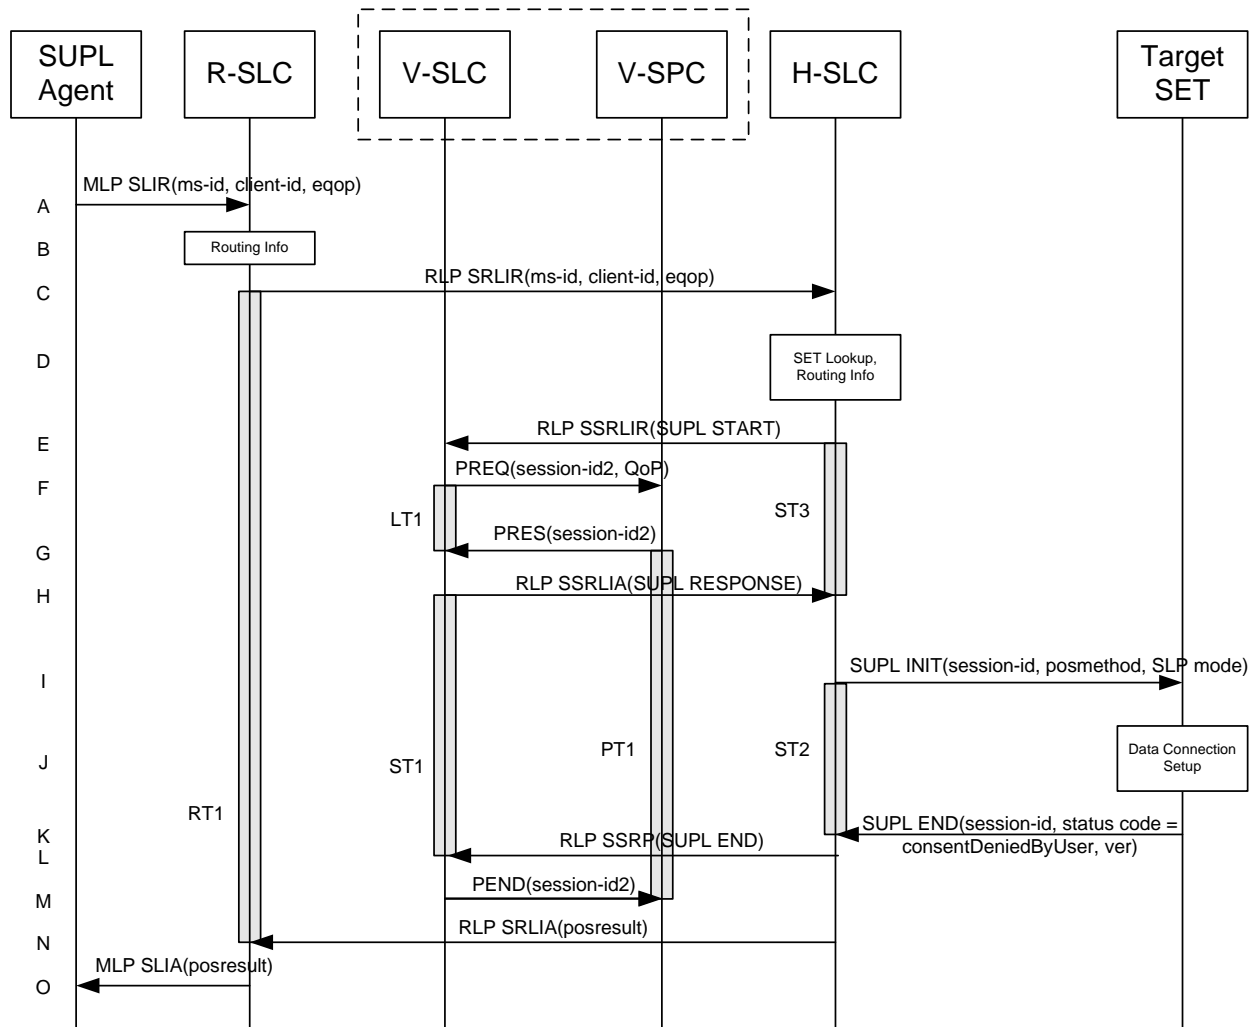 SUPL
Agent
R-SLC
V-SLC
V-SPC
H-SLC
Target
SET
MLP SLIR(ms-id, client-id, eqop)
A
B
Routing Info
RLP SRLIR(ms-id, client-id, eqop)
C
D
SET Lookup,
Routing Info
RLP SSRLIR(SUPL START)
E
PREQ(session-id2, QoP)
F
LT1
ST3
PRES(session-id2)
G
RLP SSRLIA(SUPL RESPONSE)
H
SUPL INIT(session-id, posmethod, SLP mode)
I
J
ST1
PT1
ST2
Data Connection
Setup
RT1
K
SUPL END(session-id, status code =
consentDeniedByUser, ver)
RLP SSRP(SUPL END)
L
PEND(session-id2)
M
RLP SRLIA(posresult)
N
MLP SLIA(posresult)
O